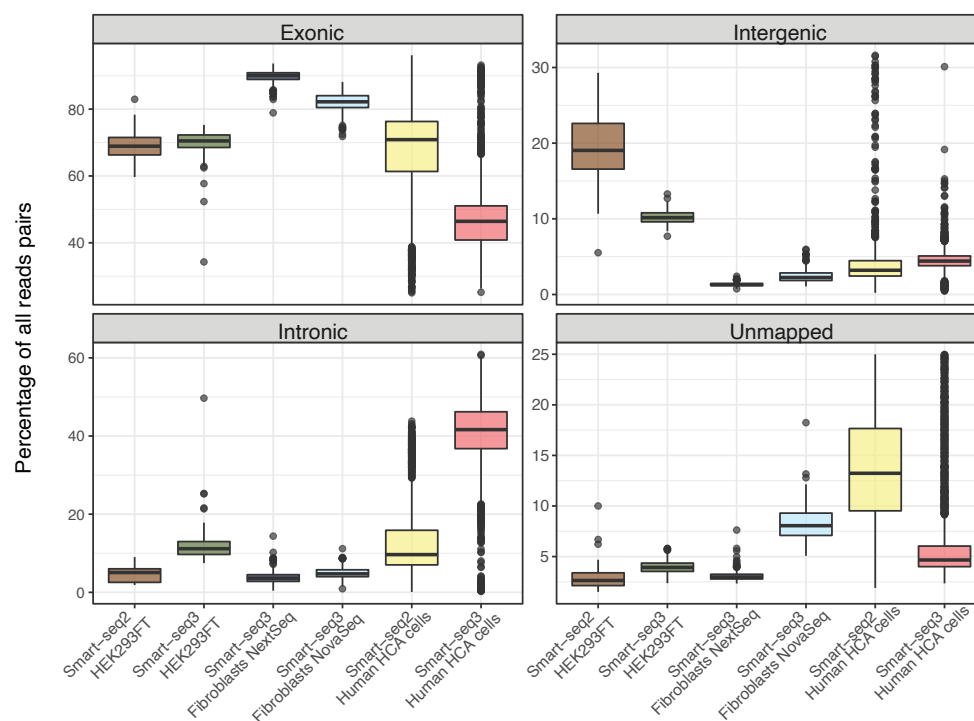 Exonic
Intergenic
80
60
40
30
20
10
0
Percentage of all reads pairs
Intronic
Unmapped
60
40
20
0
25
20
15
10
5
Smart−seq2
HEK293FT
Smart−seq3
HEK293FT
Smart−seq3
Fibroblasts NextSeq
Smart−seq3
Fibroblasts NovaSeq
Smart−seq2
Human HCA cells
Smart−seq3
Human HCA cells
Smart−seq2
HEK293FT
Smart−seq3
HEK293FT
Smart−seq3
Fibroblasts NextSeq
Smart−seq3
Fibroblasts NovaSeq
Smart−seq2
Human HCA cells
Smart−seq3
Human HCA cells